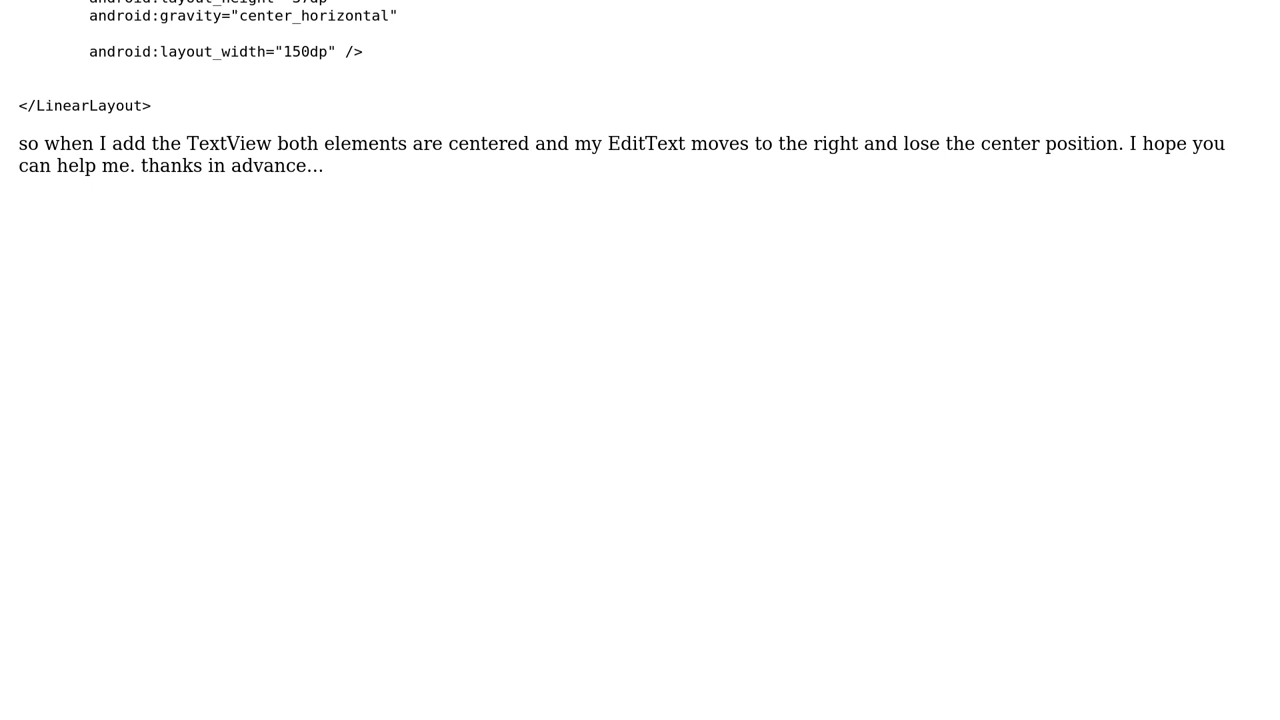 android:gravity="center_horizontal"
android:layout_width="150dp" />
</LinearLayout>
so when I add the TextView both elements are centered and my EditText moves to the right and lose the center position. I hope you
can help me. thanks in advance...